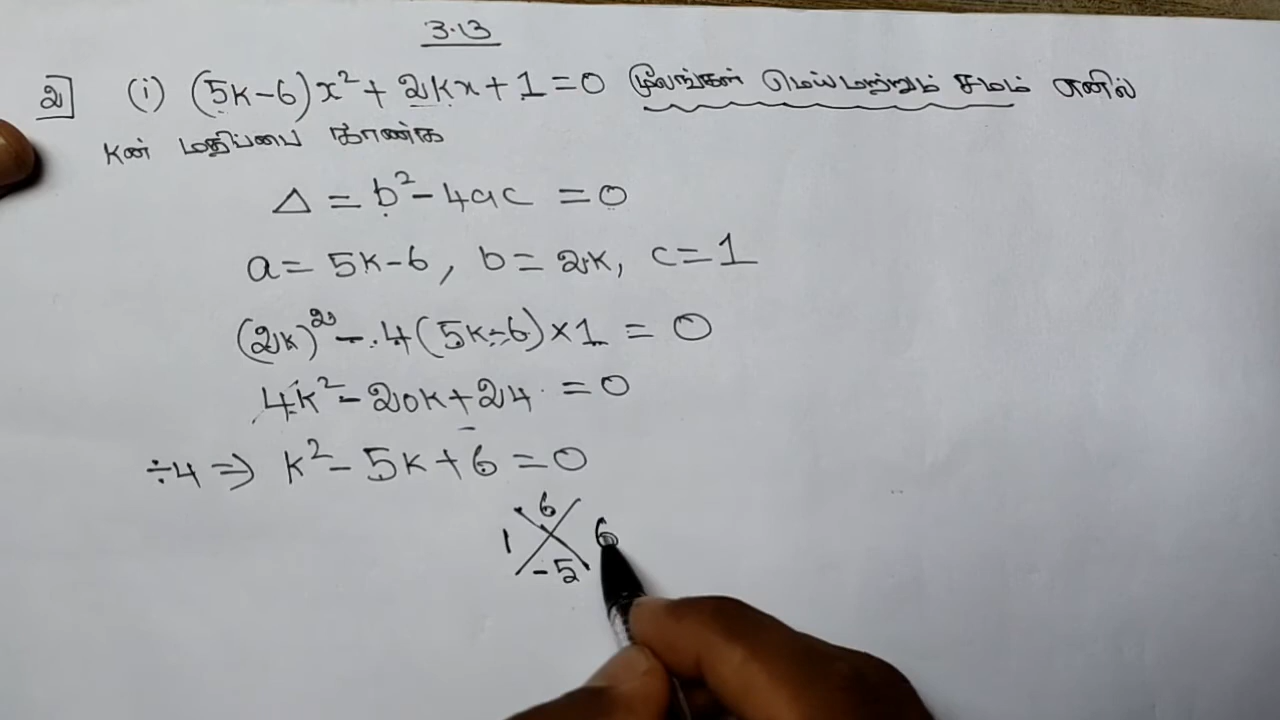 3.13
2] (i) (5k-6)x²+2kx+1=0 மூலங்கள் மெய்மற்றும் சமம் எனில்
kன் மதிப்பை காண்க
△ = b²-4ac = 0
a = 5k-6, b = 2k, c = 1
(2k)² - 4(5k-6)×1 = 0
4k²-20k+24 = 0
÷4 ⇒ k²-5k+6 = 0
6
1 6
-5